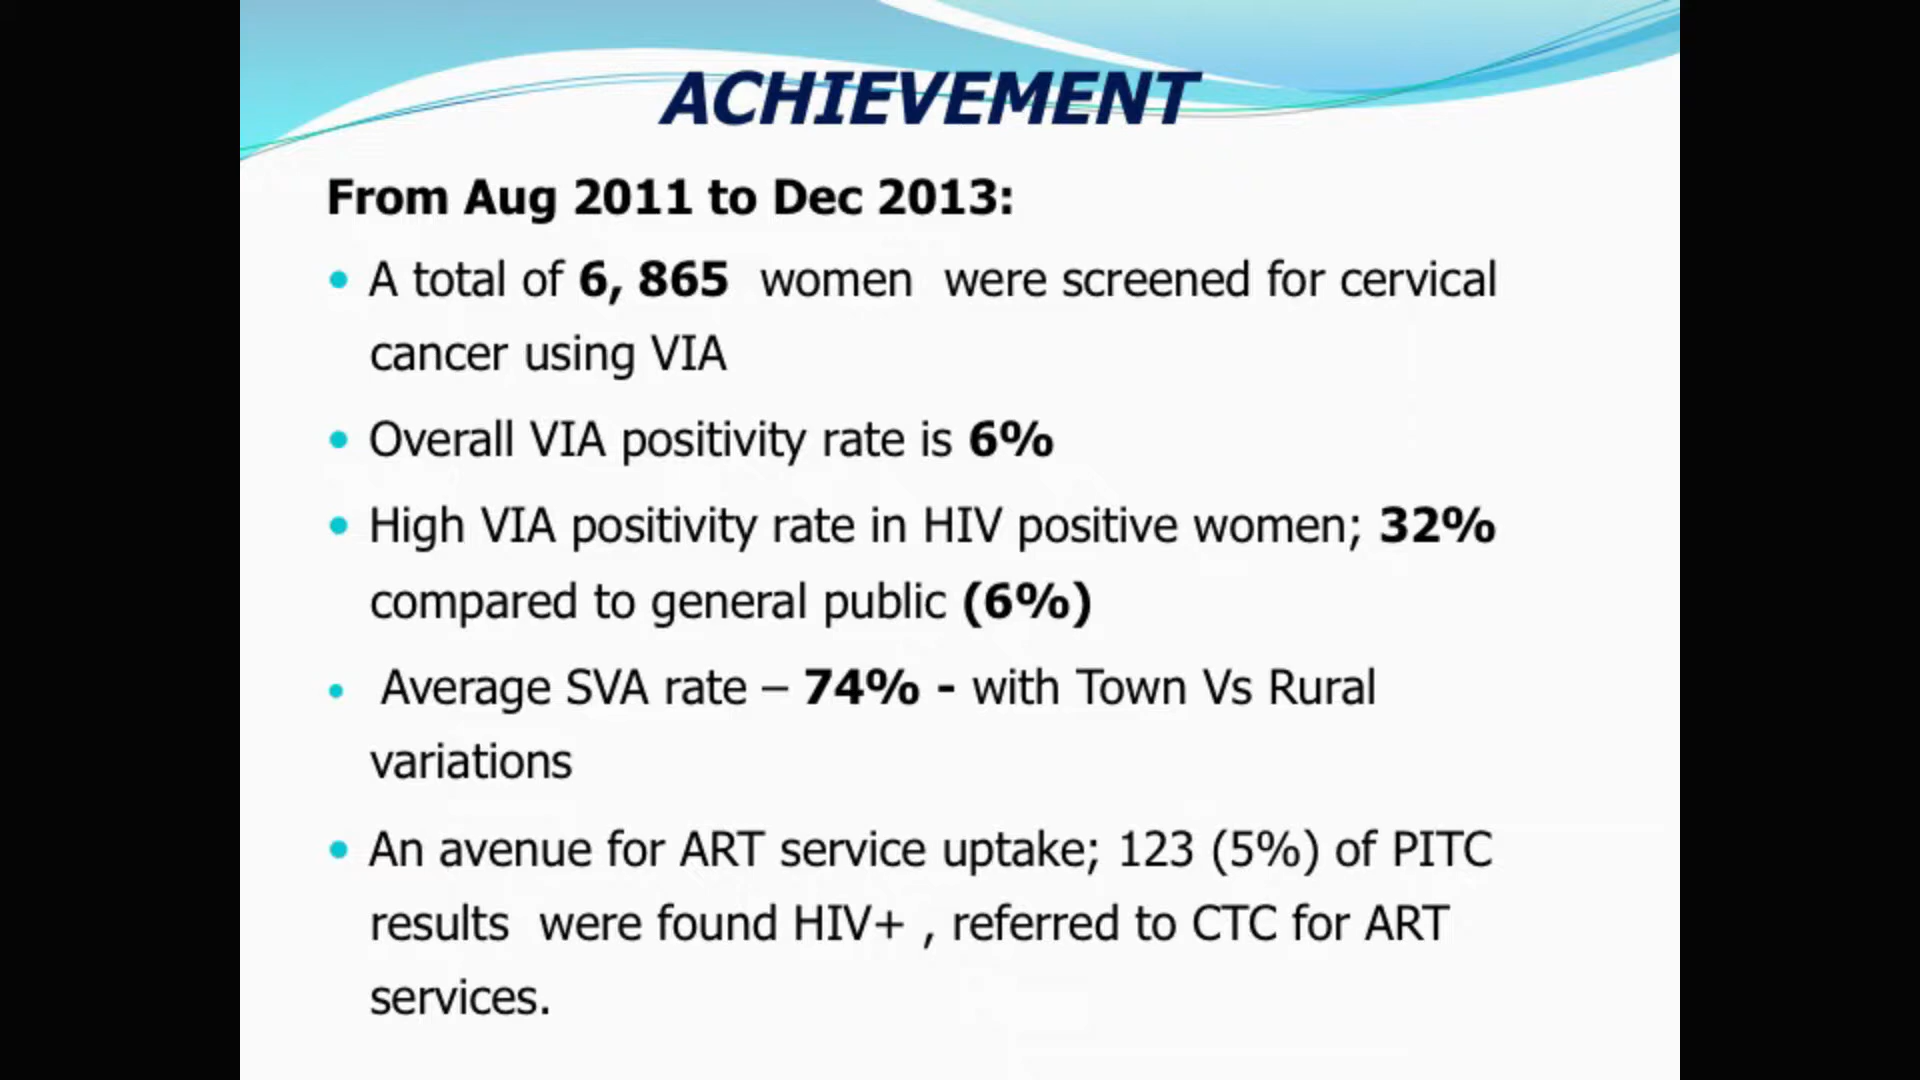 ACHIEVEMENT
From Aug 2011 to Dec 2013:
• A total of 6, 865  women  were screened for cervical
cancer using VIA
• Overall VIA positivity rate is 6%
• High VIA positivity rate in HIV positive women; 32%
compared to general public (6%)
•  Average SVA rate – 74% - with Town Vs Rural
variations
• An avenue for ART service uptake; 123 (5%) of PITC
results  were found HIV+ , referred to CTC for ART
services.